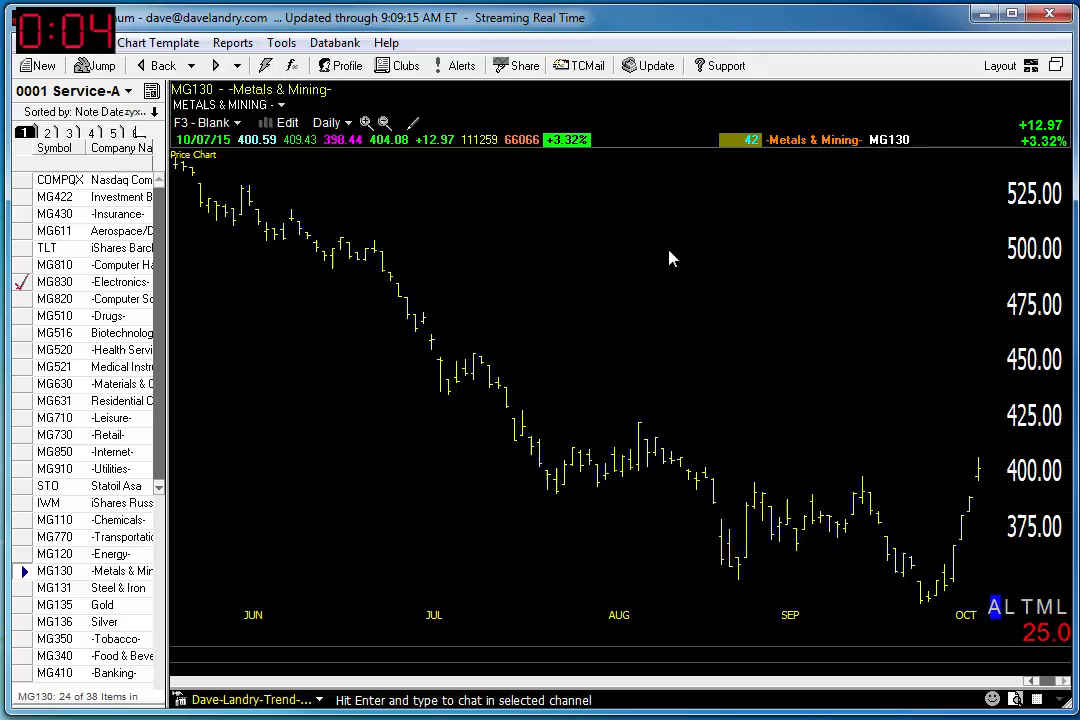 0:04
num - dave@davelandry.com ... Updated through 9:09:15 AM ET - Streaming Real Time
Chart Template Reports Tools Databank Help
New Jump Back Profile Clubs Alerts Share TCMail Update Support Layout
0001 Service-A
Sorted by: Note Date zyx..
1 2 3 4 5
Symbol Company Na
COMPQX Nasdaq Com
MG422 Investment B
MG430 -Insurance-
MG611 Aerospace/D
TLT iShares Barcl
MG810 -Computer Ha
MG830 -Electronics-
MG820 -Computer So
MG510 -Drugs-
MG516 Biotechnolog
MG520 -Health Servi
MG521 Medical Instr
MG630 -Materials & C
MG631 Residential C
MG710 -Leisure-
MG730 -Retail-
MG850 -Internet-
MG910 -Utilities-
STO Statoil Asa
IWM iShares Russ
MG110 -Chemicals-
MG770 -Transportatic
MG120 -Energy-
MG130 -Metals & Min
MG131 Steel & Iron
MG135 Gold
MG136 Silver
MG350 -Tobacco-
MG340 -Food & Beve
MG410 -Banking-
MG130: 24 of 38 Items in
MG130 - -Metals & Mining-
METALS & MINING -
F3 - Blank Edit Daily
10/07/15 400.59 409.43 398.44 404.08 +12.97 111259 66066 +3.32% 42 -Metals & Mining- MG130
+12.97
+3.32%
Price Chart
525.00
500.00
475.00
450.00
425.00
400.00
375.00
JUN JUL AUG SEP OCT
A L T M L
25.0
Dave-Landry-Trend-... Hit Enter and type to chat in selected channel